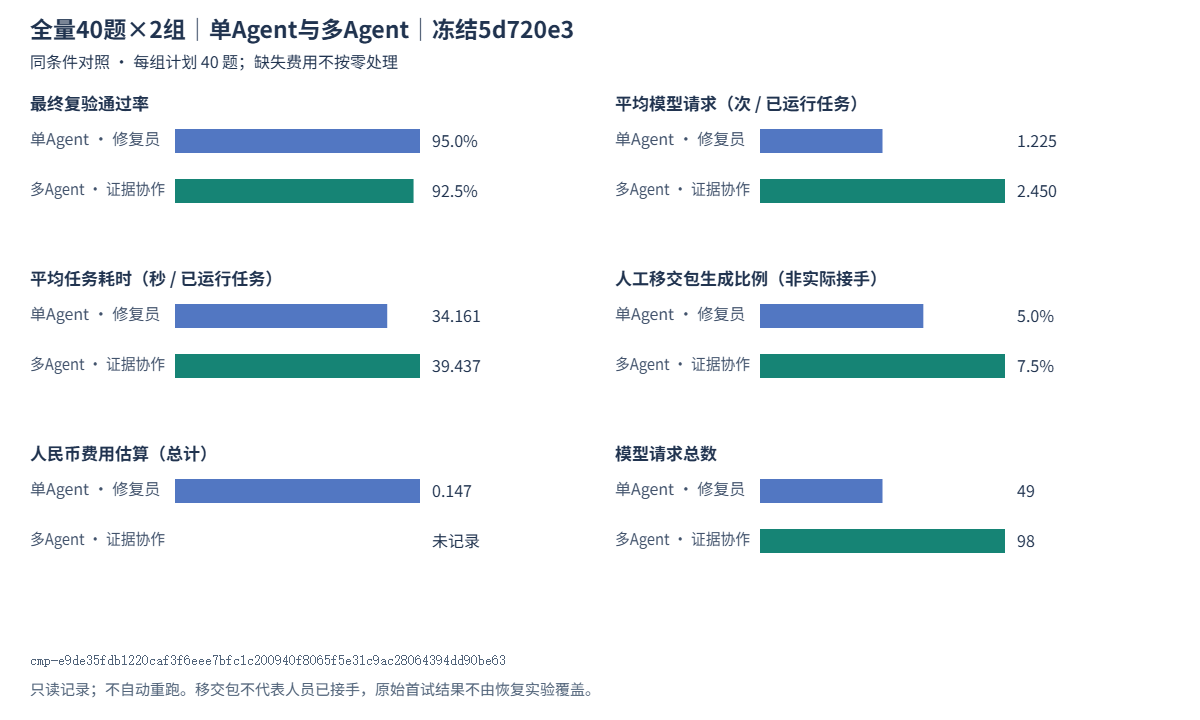 全量40题×2组｜单Agent与多Agent｜冻结5d720e3
同条件对照 · 每组计划 40 题；缺失费用不按零处理
最终复验通过率
单Agent · 修复员 95.0%
多Agent · 证据协作 92.5%
平均模型请求（次 / 已运行任务）
单Agent · 修复员 1.225
多Agent · 证据协作 2.450
平均任务耗时（秒 / 已运行任务）
单Agent · 修复员 34.161
多Agent · 证据协作 39.437
人工移交包生成比例（非实际接手）
单Agent · 修复员 5.0%
多Agent · 证据协作 7.5%
人民币费用估算（总计）
单Agent · 修复员 0.147
多Agent · 证据协作 未记录
模型请求总数
单Agent · 修复员 49
多Agent · 证据协作 98
cmp-e9de35fdb1220caf3f6eee7bfc1c200940f8065f5e31c9ac28064394dd90be63
只读记录；不自动重跑。移交包不代表人员已接手，原始首试结果不由恢复实验覆盖。